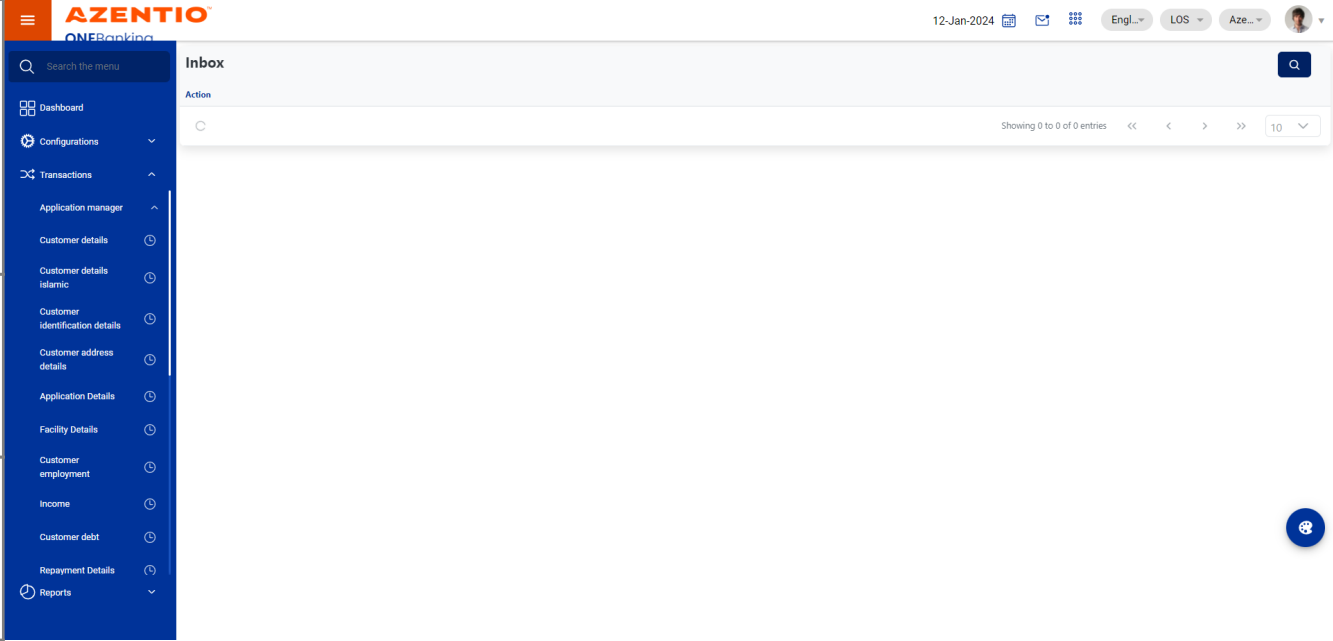 AZENTIO™
ONEBanking
12-Jan-2024
Engl...
LOS
Aze...
Search the menu
Dashboard
Configurations
Transactions
Application manager
Customer details
Customer details
islamic
Customer
identification details
Customer address
details
Application Details
Facility Details
Customer
employment
Income
Customer debt
Repayment Details
Reports
Inbox
Action
Showing 0 to 0 of 0 entries
10